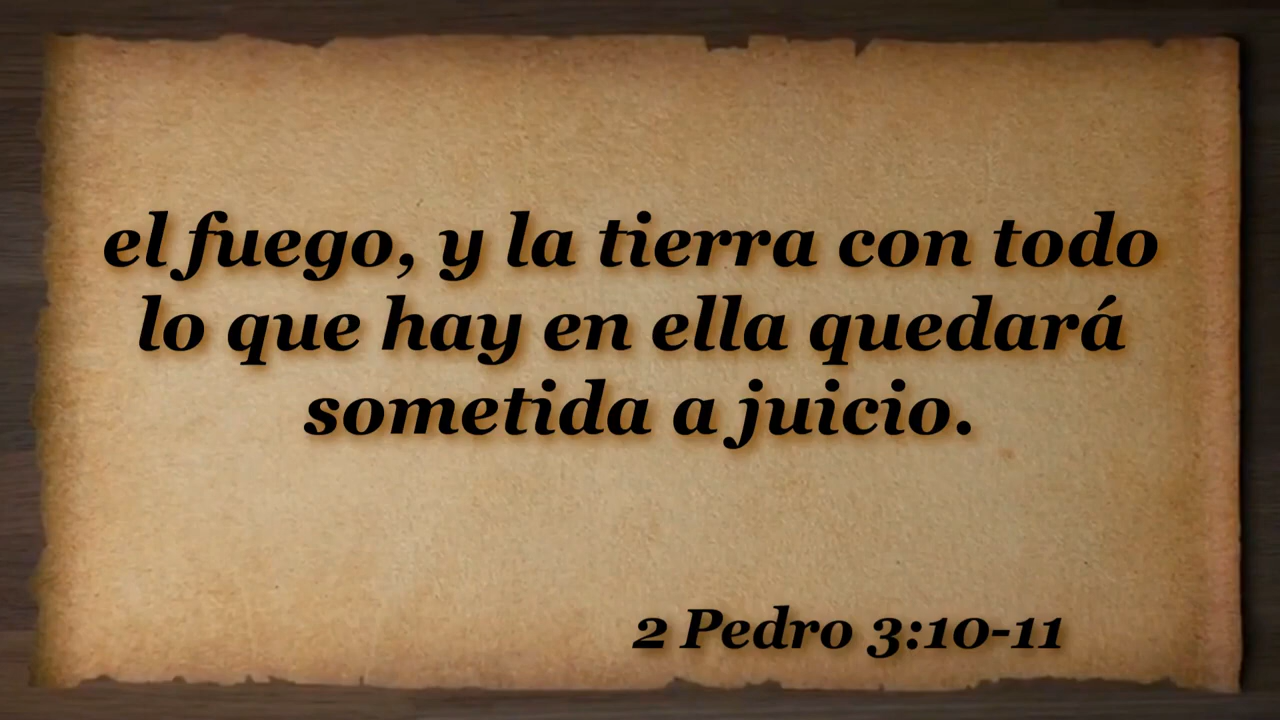 el fuego, y la tierra con todo
lo que hay en ella quedará
sometida a juicio.
2 Pedro 3:10-11